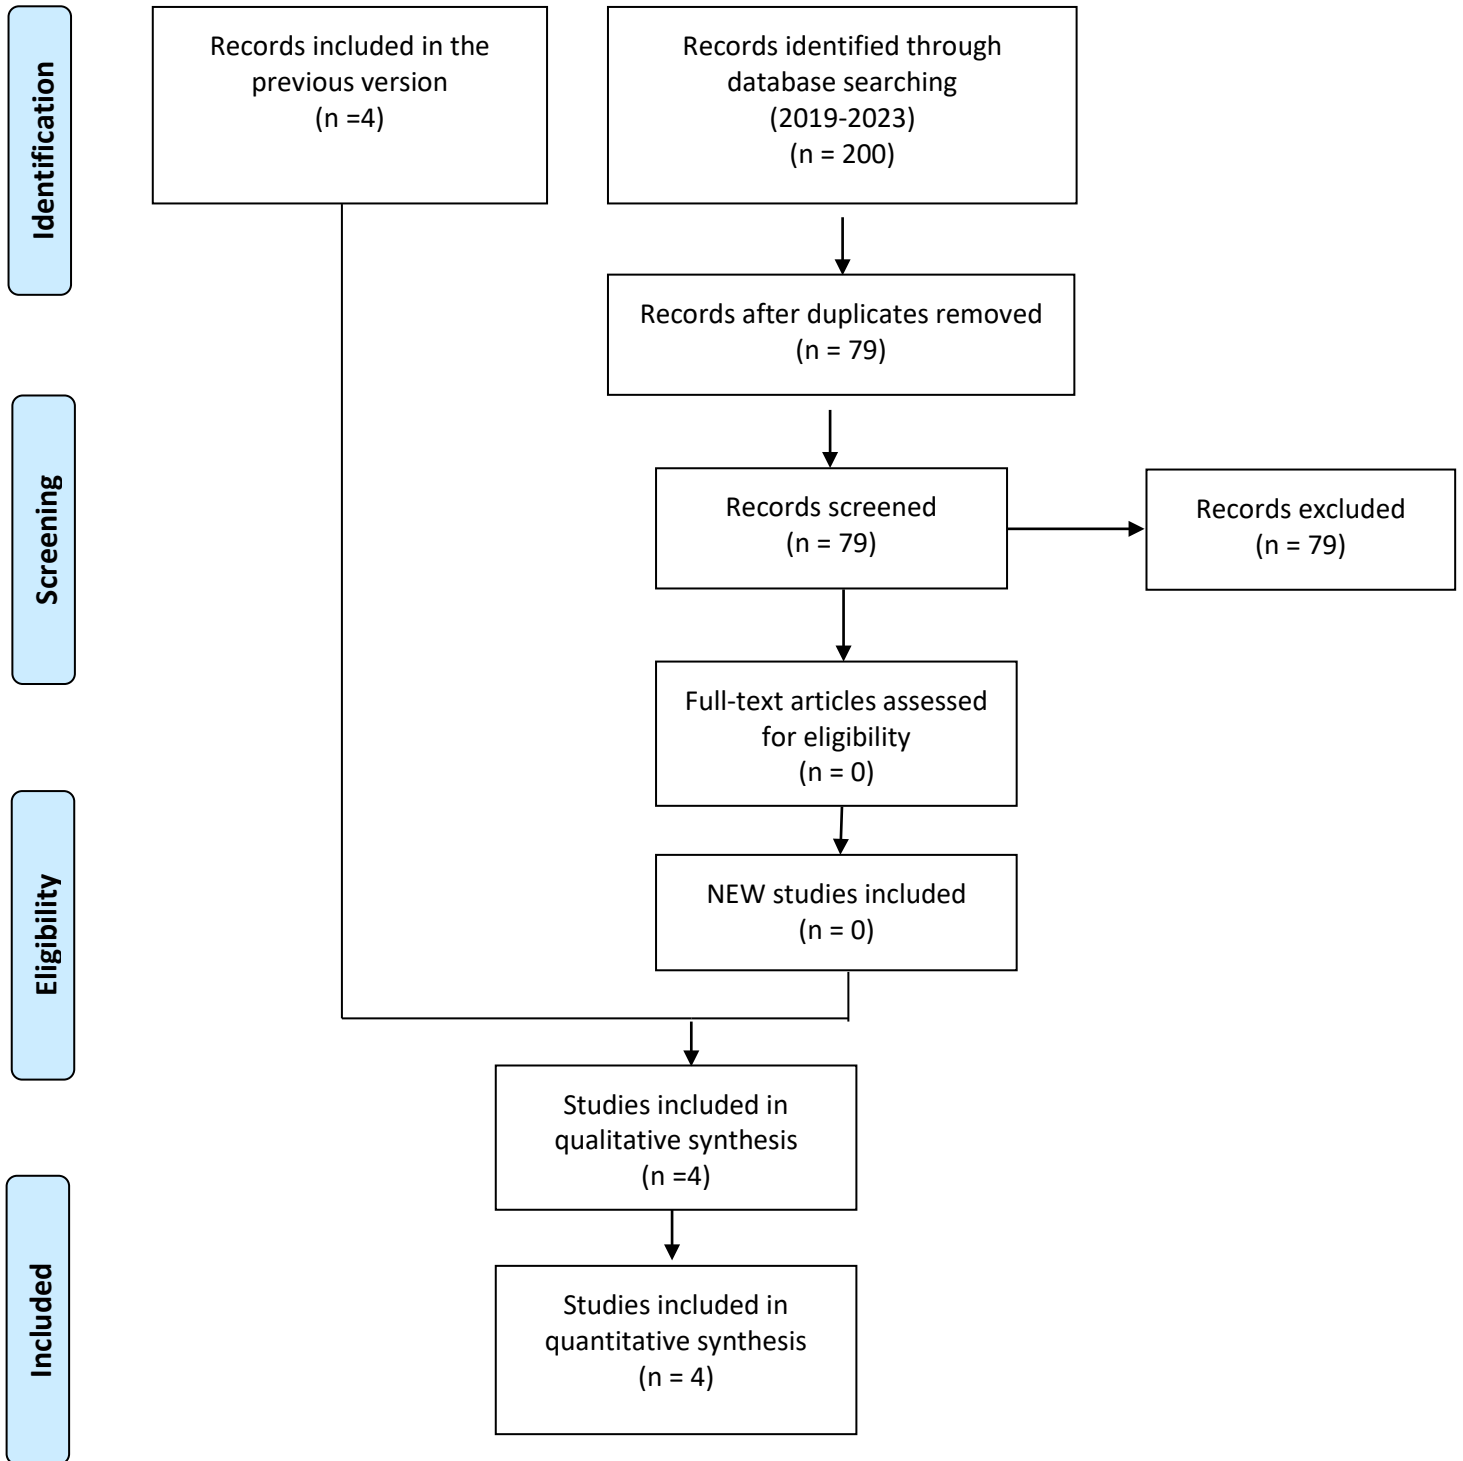 Identification
Records included in the
previous version
(n =4)
Records identified through
database searching
(2019-2023)
(n = 200)
Records after duplicates removed
(n = 79)
Screening
Records screened
(n = 79)
Records excluded
(n = 79)
Full-text articles assessed
for eligibility
(n = 0)
Eligibility
NEW studies included
(n = 0)
Studies included in
qualitative synthesis
(n =4)
Included
Studies included in
quantitative synthesis
(n = 4)